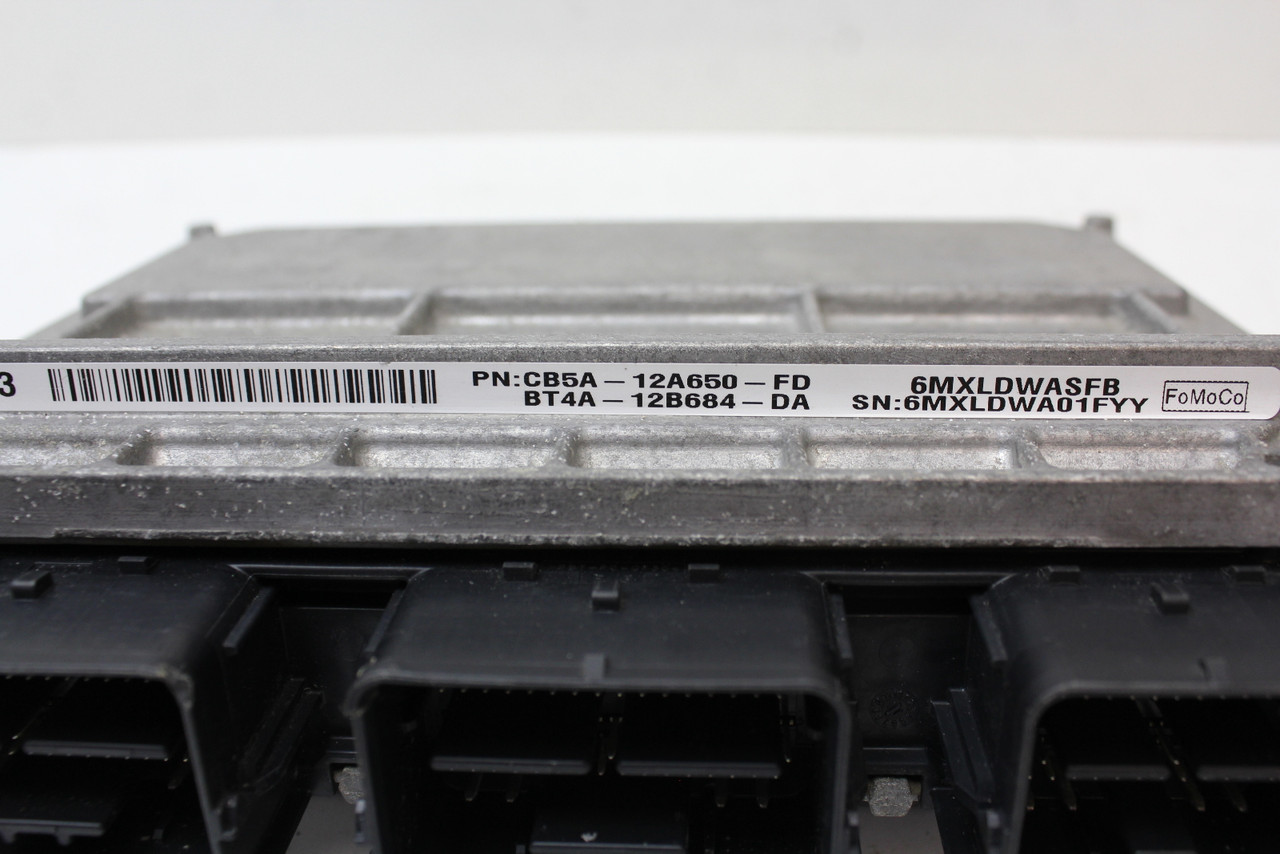 3 PN:CB5A – 12A650 – FD 6MXLDWASFB FoMoCo
BT4A – 12B684 – DA SN:6MXLDWA01FYY